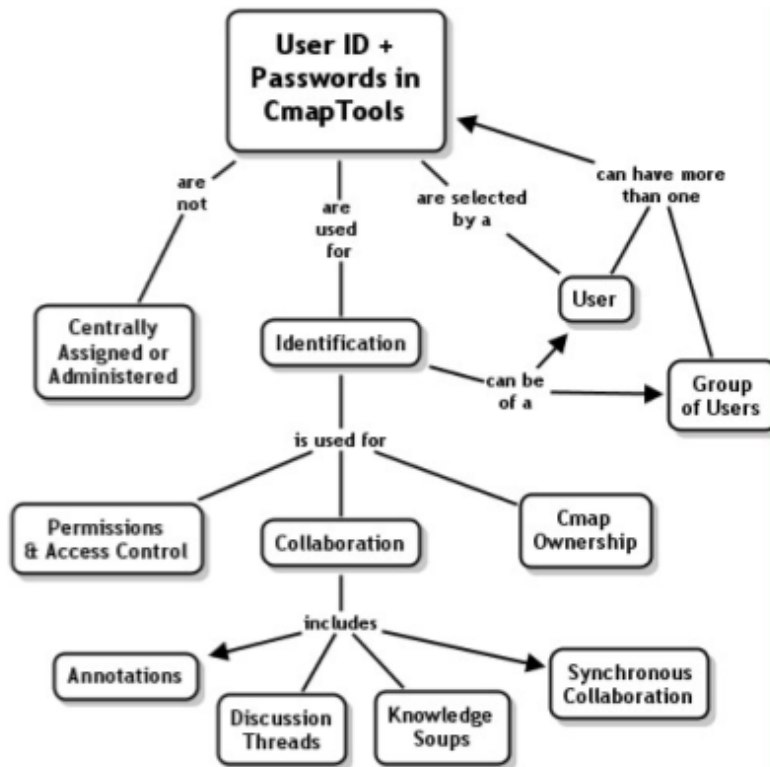 User ID +
Passwords in
CmapTools
are
not
are
used
for
are selected
by a
can have more
than one
User
Centrally
Assigned or
Administered
Identification
can be
of a
Group
of Users
is used for
Permissions
& Access Control
Collaboration
Cmap
Ownership
includes
Annotations
Discussion
Threads
Knowledge
Soups
Synchronous
Collaboration